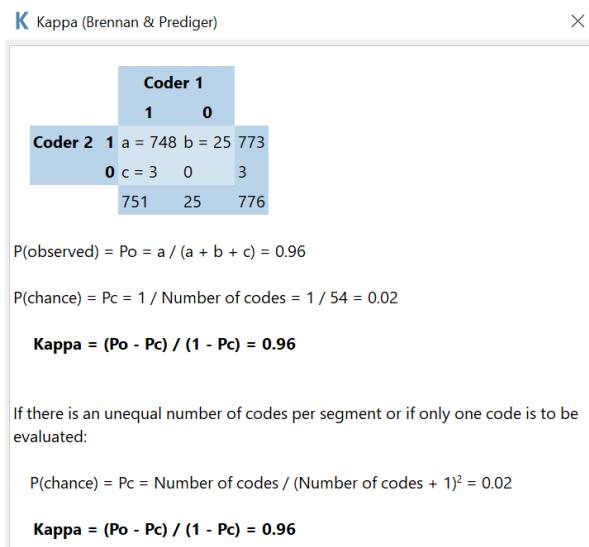 K Kappa (Brennan & Prediger)
Coder 1
1 0
Coder 2 1 a = 748 b = 25 773
0 c = 3 0 3
751 25 776
P(observed) = Po = a / (a + b + c) = 0.96
P(chance) = Pc = 1 / Number of codes = 1 / 54 = 0.02
Kappa = (Po - Pc) / (1 - Pc) = 0.96
If there is an unequal number of codes per segment or if only one code is to be
evaluated:
P(chance) = Pc = Number of codes / (Number of codes + 1)² = 0.02
Kappa = (Po - Pc) / (1 - Pc) = 0.96